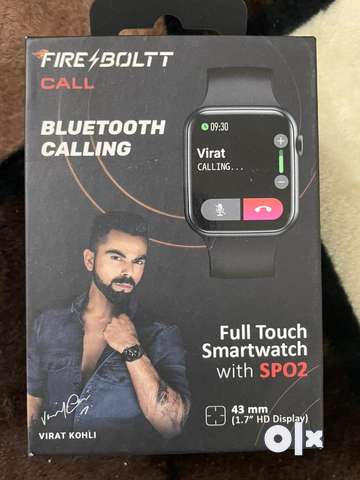 FIRE BOLTT
CALL
BLUETOOTH
CALLING
09:30
Virat
CALLING...
Full Touch
Smartwatch
with SPO2
43 mm
(1.7" HD Display)
VIRAT KOHLI
olx